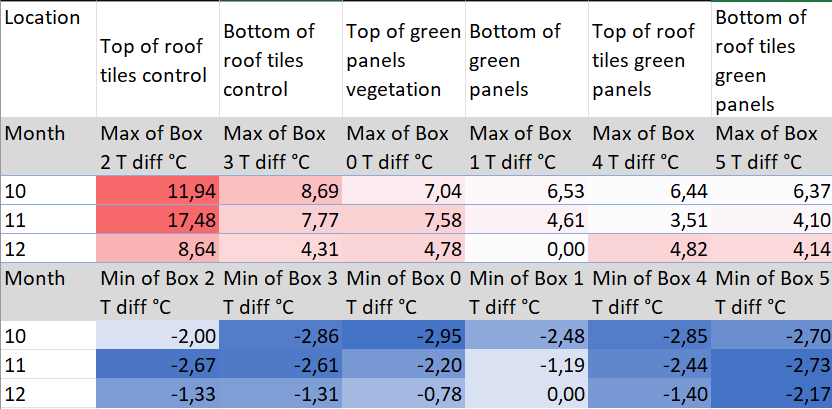 Location Top of roof tiles control Bottom of roof tiles control Top of green panels vegetation Bottom of green panels Top of roof tiles green panels Bottom of roof tiles green panels
Month Max of Box 2 T diff °C Max of Box 3 T diff °C Max of Box 0 T diff °C Max of Box 1 T diff °C Max of Box 4 T diff °C Max of Box 5 T diff °C
10 11,94 8,69 7,04 6,53 6,44 6,37
11 17,48 7,77 7,58 4,61 3,51 4,10
12 8,64 4,31 4,78 0,00 4,82 4,14
Month Min of Box 2 T diff °C Min of Box 3 T diff °C Min of Box 0 T diff °C Min of Box 1 T diff °C Min of Box 4 T diff °C Min of Box 5 T diff °C
10 -2,00 -2,86 -2,95 -2,48 -2,85 -2,70
11 -2,67 -2,61 -2,20 -1,19 -2,44 -2,73
12 -1,33 -1,31 -0,78 0,00 -1,40 -2,17